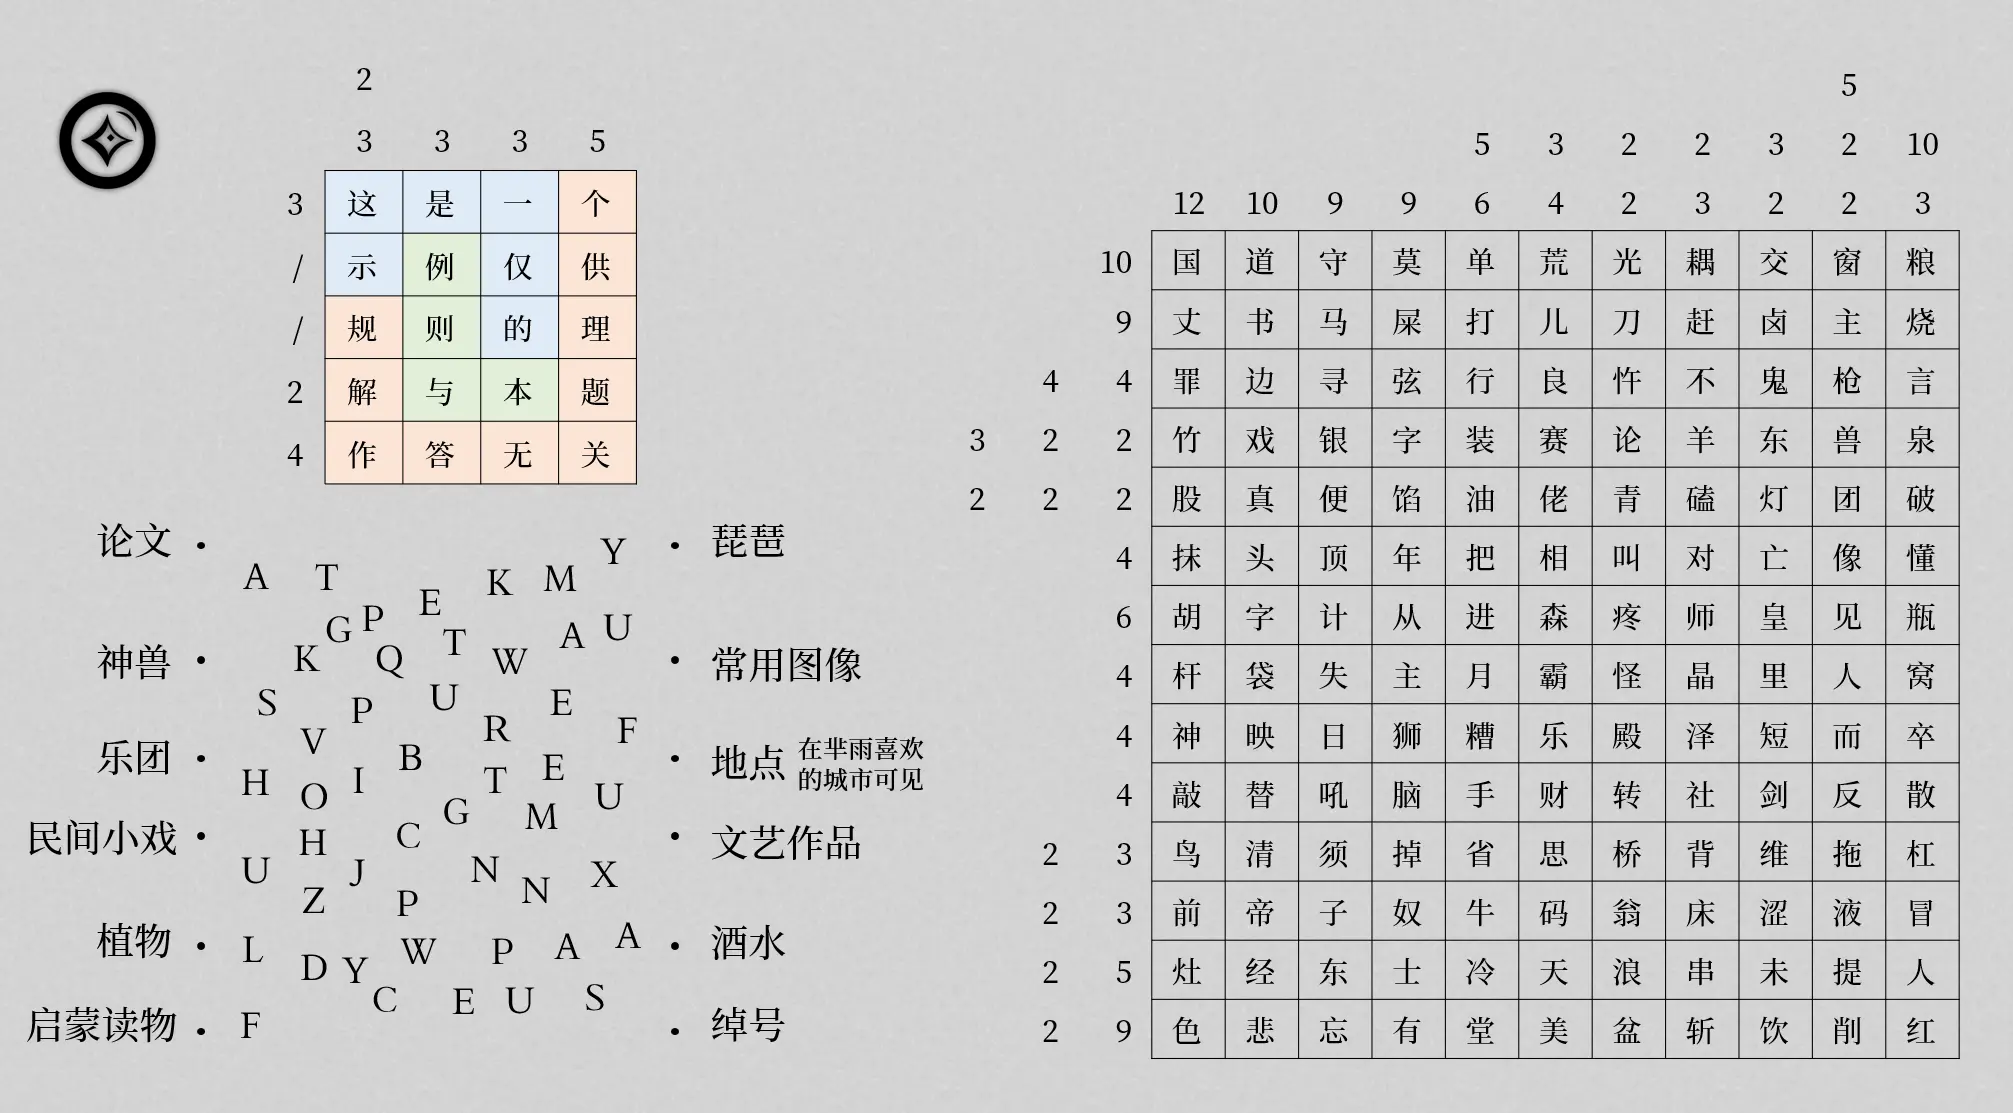 2
3 3 3 5
3 这 是 一 个
/ 示 例 仅 供
/ 规 则 的 理
2 解 与 本 题
4 作 答 无 关
论文 · · 琵琶
神兽 · · 常用图像
乐团 · · 地点 在芈雨喜欢
的城市可见
民间小戏 · · 文艺作品
植物 · · 酒水
启蒙读物 · · 绰号
Y
A T K M
E
G P T A U
K Q W
S P U E
V R F
H O I B T E U
G M
H C
U J N N X
Z P
L W P A A
D Y
C E U S
F
5
5 3 2 2 3 2 10
12 10 9 9 6 4 2 3 2 2 3
10 国 道 守 莫 单 荒 光 耦 交 窗 粮
9 丈 书 马 屎 打 儿 刀 赶 卤 主 烧
4 4 罪 边 寻 弦 行 良 忤 不 鬼 枪 言
3 2 2 竹 戏 银 字 装 赛 论 羊 东 兽 泉
2 2 2 股 真 便 馅 油 佬 青 磕 灯 团 破
4 抹 头 顶 年 把 相 叫 对 亡 像 懂
6 胡 字 计 从 进 森 疼 师 皇 见 瓶
4 杆 袋 失 主 月 霸 怪 晶 里 人 窝
4 神 映 日 狮 糟 乐 殿 泽 短 而 卒
4 敲 替 吼 脑 手 财 转 社 剑 反 散
2 3 鸟 清 须 掉 省 思 桥 背 维 拖 杠
2 3 前 帝 子 奴 牛 码 翁 床 涩 液 冒
2 5 灶 经 东 士 冷 天 浪 串 未 提 人
2 9 色 悲 忘 有 堂 美 盆 斩 饮 削 红